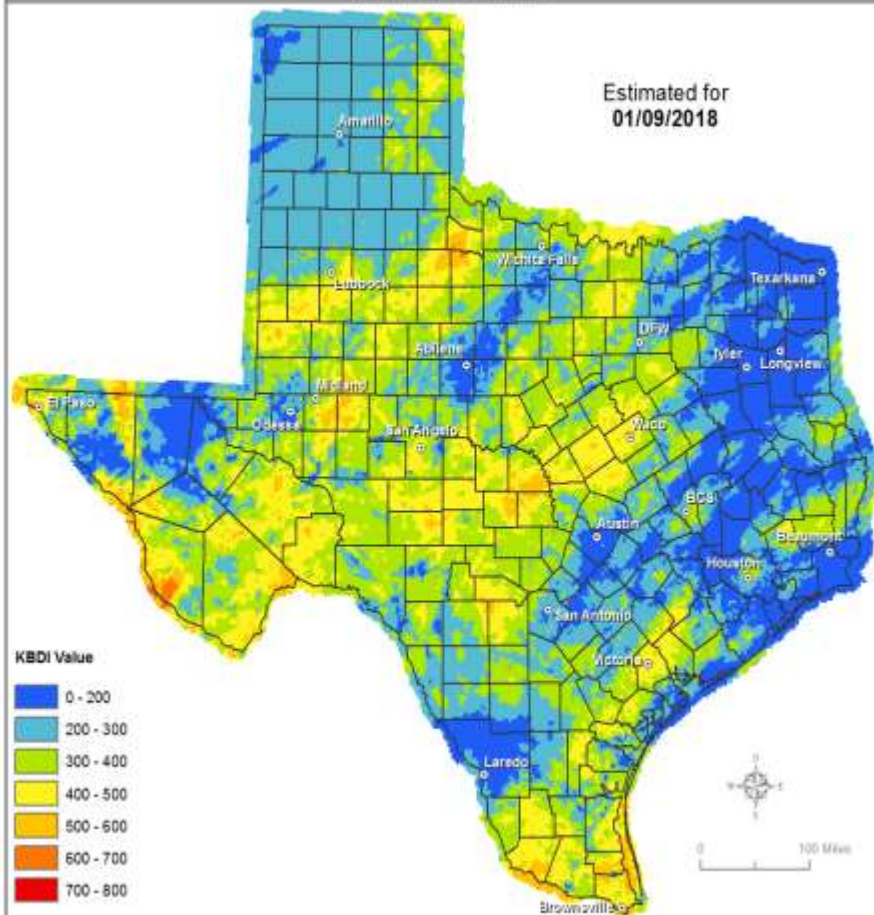 Estimated for
01/09/2018
Amarillo
Wichita Falls
Lubbock
Texarkana
DFW
Abilene
Tyler
Longview
Midland
El Paso
Odessa
San Angelo
Waco
BCS
Austin
Beaumont
Houston
San Antonio
Victoria
Laredo
Brownsville
KBDI Value
0 - 200
200 - 300
300 - 400
400 - 500
500 - 600
600 - 700
700 - 800
0 100 Miles